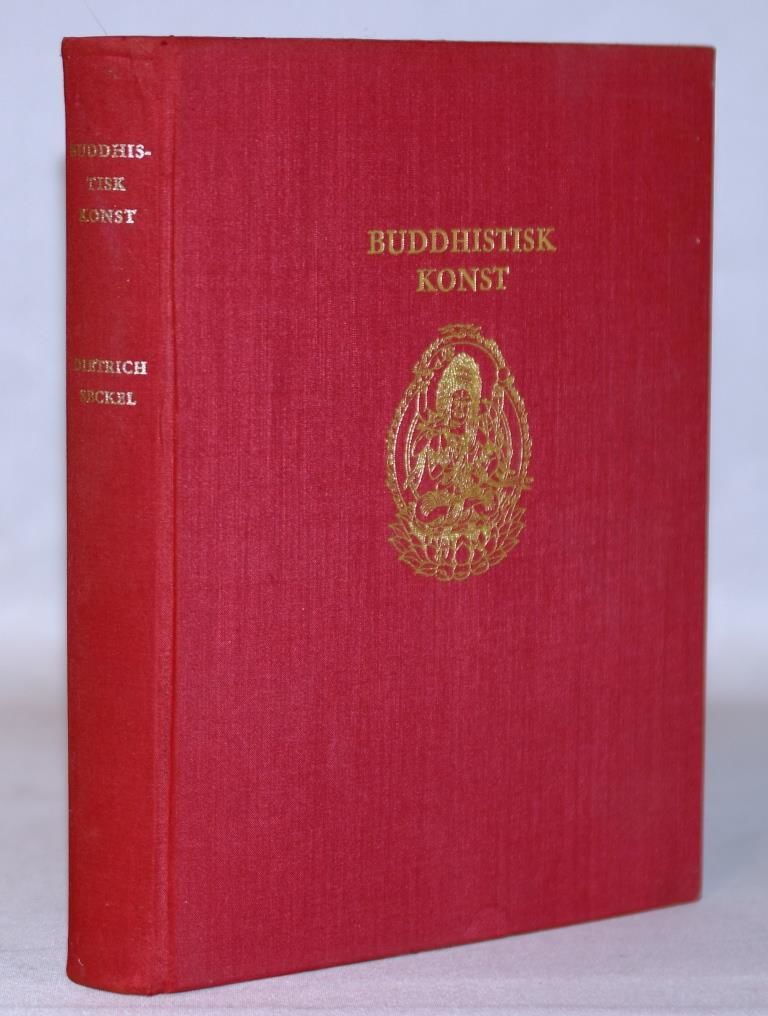 BUDDHIS-
TISK
KONST
DIETRICH
SECKEL
BUDDHISTISK
KONST